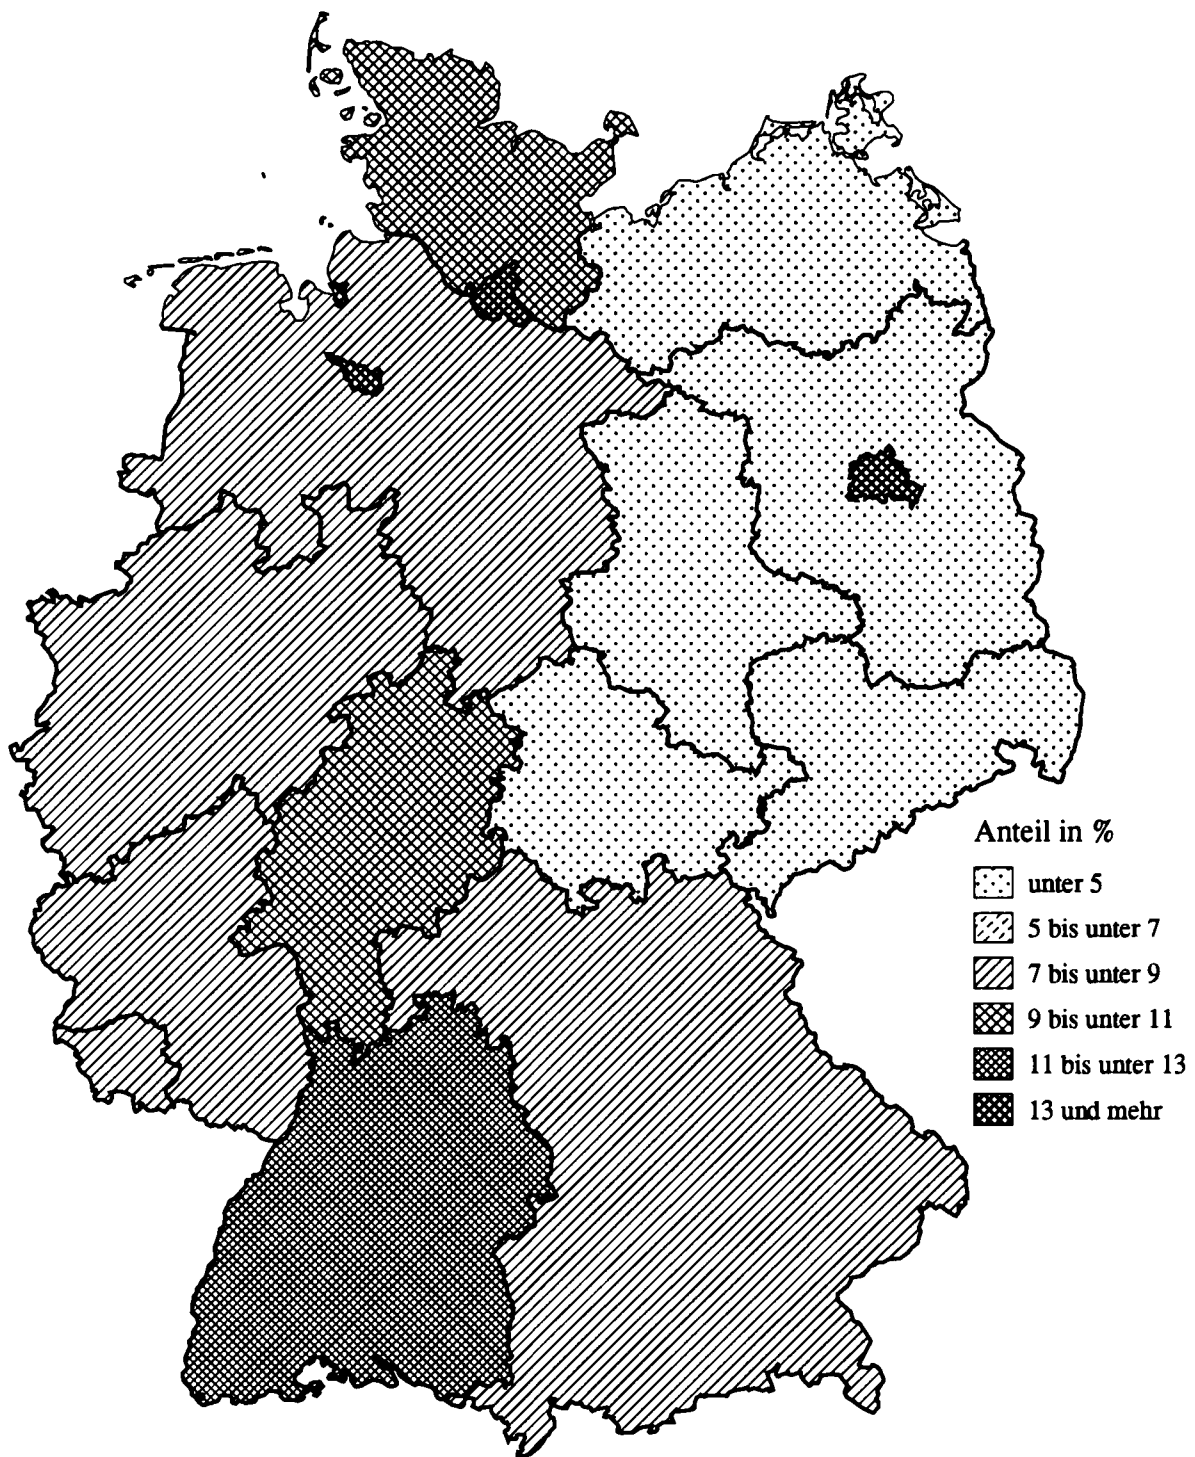 Anteil in %
unter 5
5 bis unter 7
7 bis unter 9
9 bis unter 11
11 bis unter 13
13 und mehr